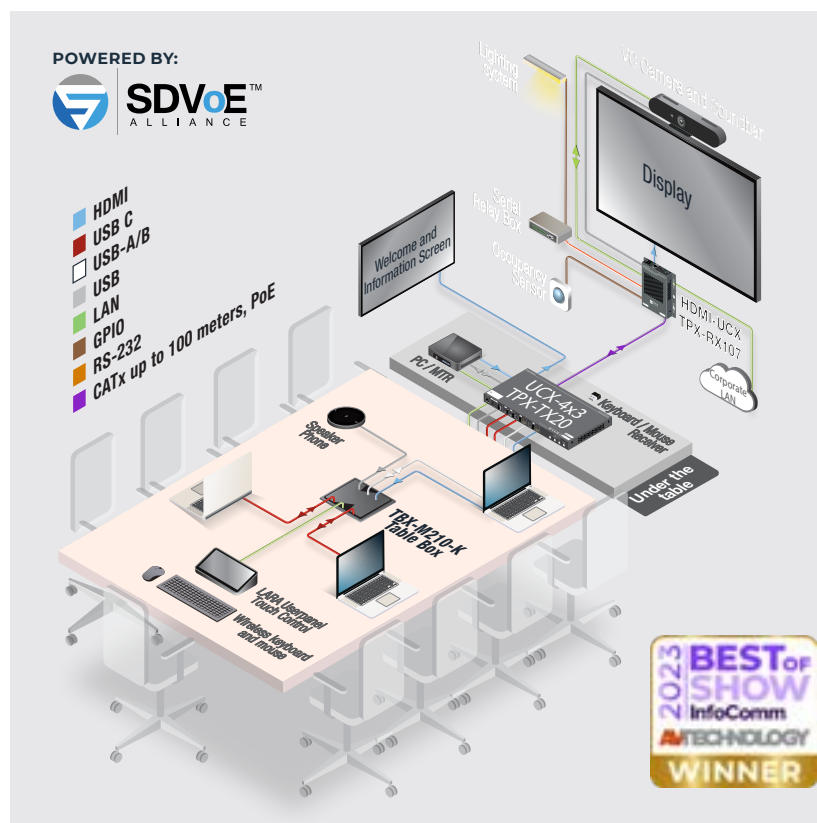 POWERED BY:
SDVoE™
ALLIANCE
HDMI
USB C
USB-A/B
USB
LAN
GPIO
RS-232
CATx up to 100 meters, PoE
Lighting
system
VC Camera and Soundbar
Display
Serial
Relay Box
Welcome and
Information Screen
Occupancy
Sensor
HDMI-UCX
TPX-RX107
Corporate
LAN
PC / MTR
UCX-4x3
TPX-TX20
Keyboard / Mouse
Receiver
Under the
table
Speaker
Phone
TBX-M210-K
Table Box
LARA Userpanel
Touch Control
Wireless Keyboard
and mouse
2023
BEST OF
SHOW
InfoComm
AVTECHNOLOGY
WINNER